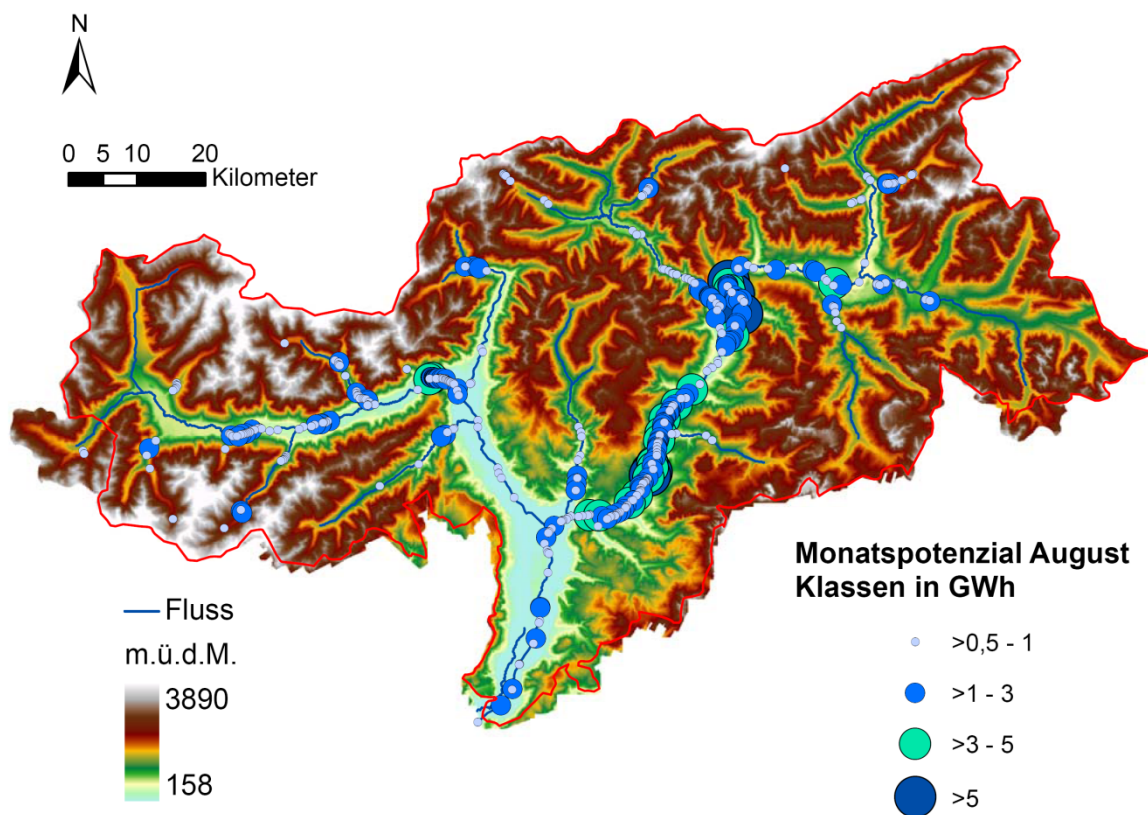 N
0 5 10 20
Kilometer
Fluss
m.ü.d.M.
3890
158
Monatspotenzial August
Klassen in GWh
>0,5 - 1
>1 - 3
>3 - 5
>5